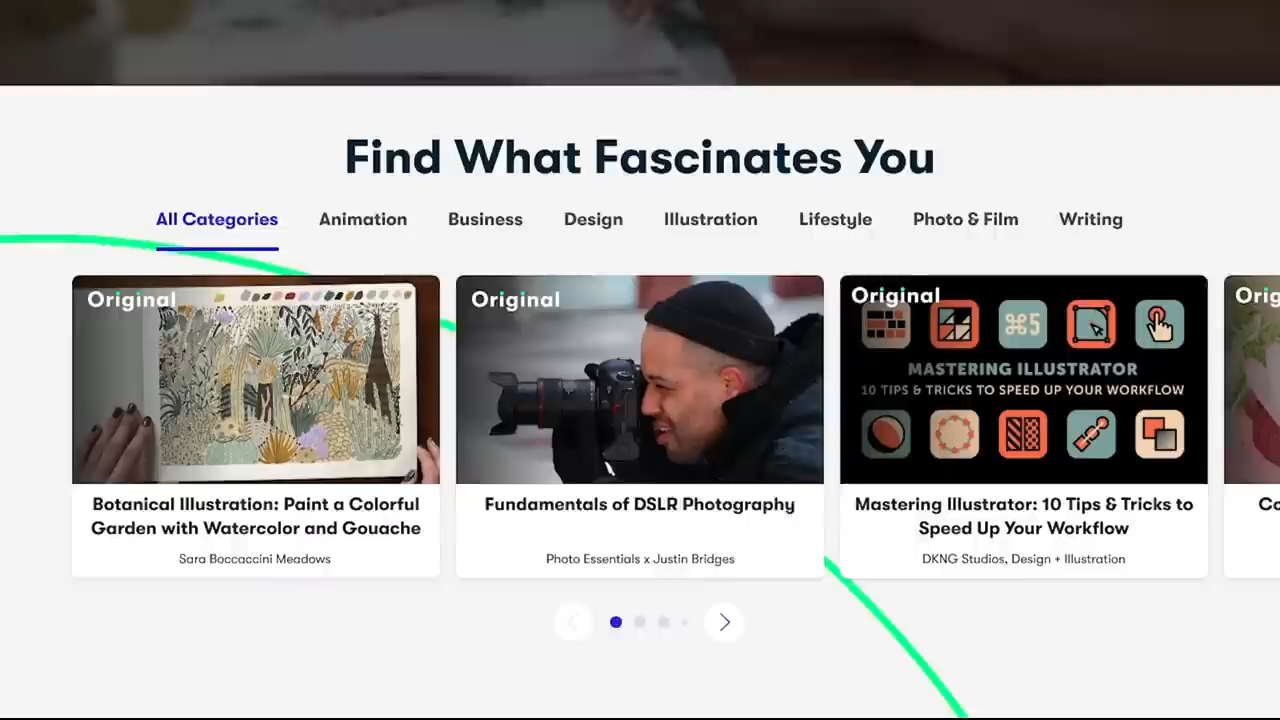 Find What Fascinates You
All Categories Animation Business Design Illustration Lifestyle Photo & Film Writing
Original
Botanical Illustration: Paint a Colorful
Garden with Watercolor and Gouache
Sara Boccaccini Meadows
Original
Fundamentals of DSLR Photography
Photo Essentials x Justin Bridges
Original
⌘5
MASTERING ILLUSTRATOR
10 TIPS & TRICKS TO SPEED UP YOUR WORKFLOW
Mastering Illustrator: 10 Tips & Tricks to
Speed Up Your Workflow
DKNG Studios, Design + Illustration